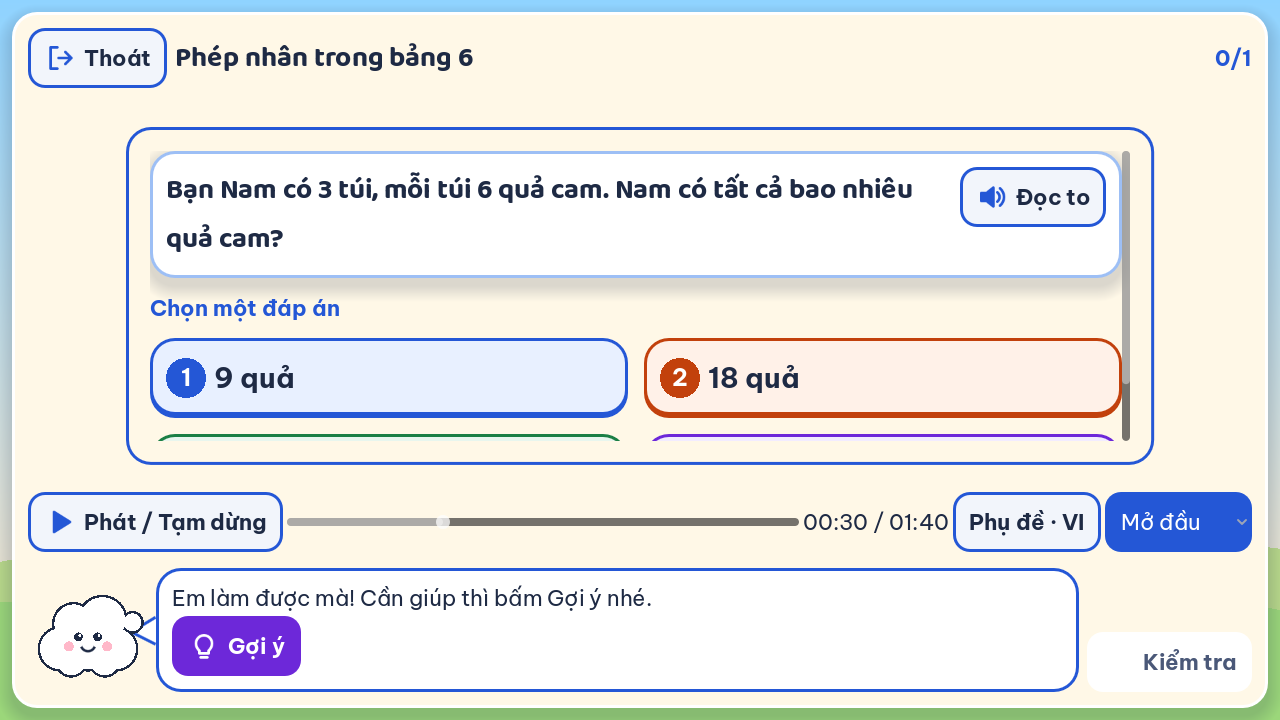 Thoát
Phép nhân trong bảng 6
0/1
Bạn Nam có 3 túi, mỗi túi 6 quả cam. Nam có tất cả bao nhiêu
quả cam?
Đọc to
Chọn một đáp án
1 9 quả
2 18 quả
Phát / Tạm dừng
00:30 / 01:40
Phụ đề · VI
Mở đầu
Em làm được mà! Cần giúp thì bấm Gợi ý nhé.
Gợi ý
Kiểm tra